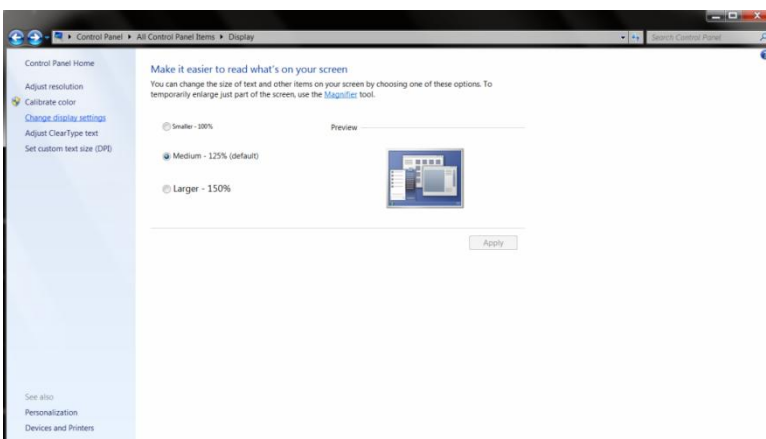 Control Panel ▸ All Control Panel Items ▸ Display
Search Control Panel
Control Panel Home
Adjust resolution
Calibrate color
Change display settings
Adjust ClearType text
Set custom text size (DPI)
See also
Personalization
Devices and Printers
Make it easier to read what's on your screen
You can change the size of text and other items on your screen by choosing one of these options. To
temporarily enlarge just part of the screen, use the Magnifier tool.
Smaller - 100%
Preview
Medium - 125% (default)
Larger - 150%
Apply